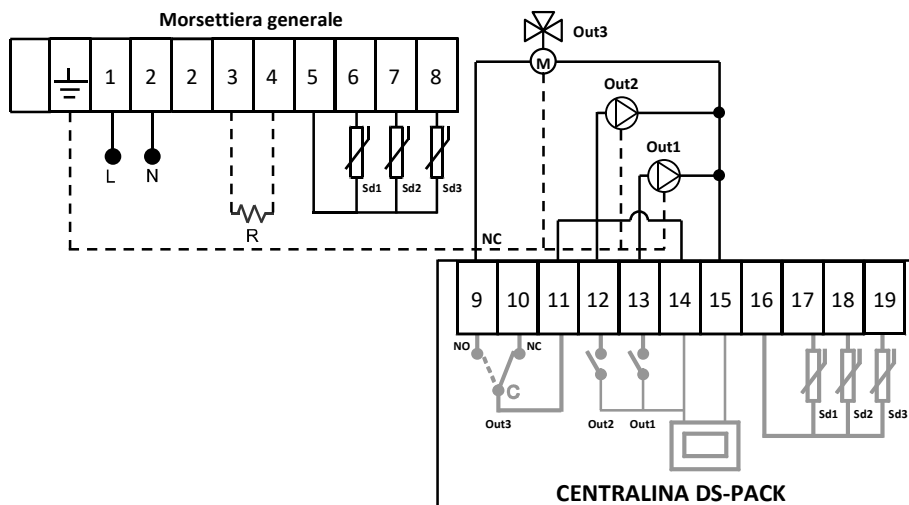 Morsettiera generale
Out3
M
1 2 2 3 4 5 6 7 8
Out2
Out1
L N
Sd1 Sd2 Sd3
R
NC
9 10 11 12 13 14 15 16 17 18 19
NO NC
C
Sd1 Sd2 Sd3
Out3 Out2 Out1
CENTRALINA DS-PACK